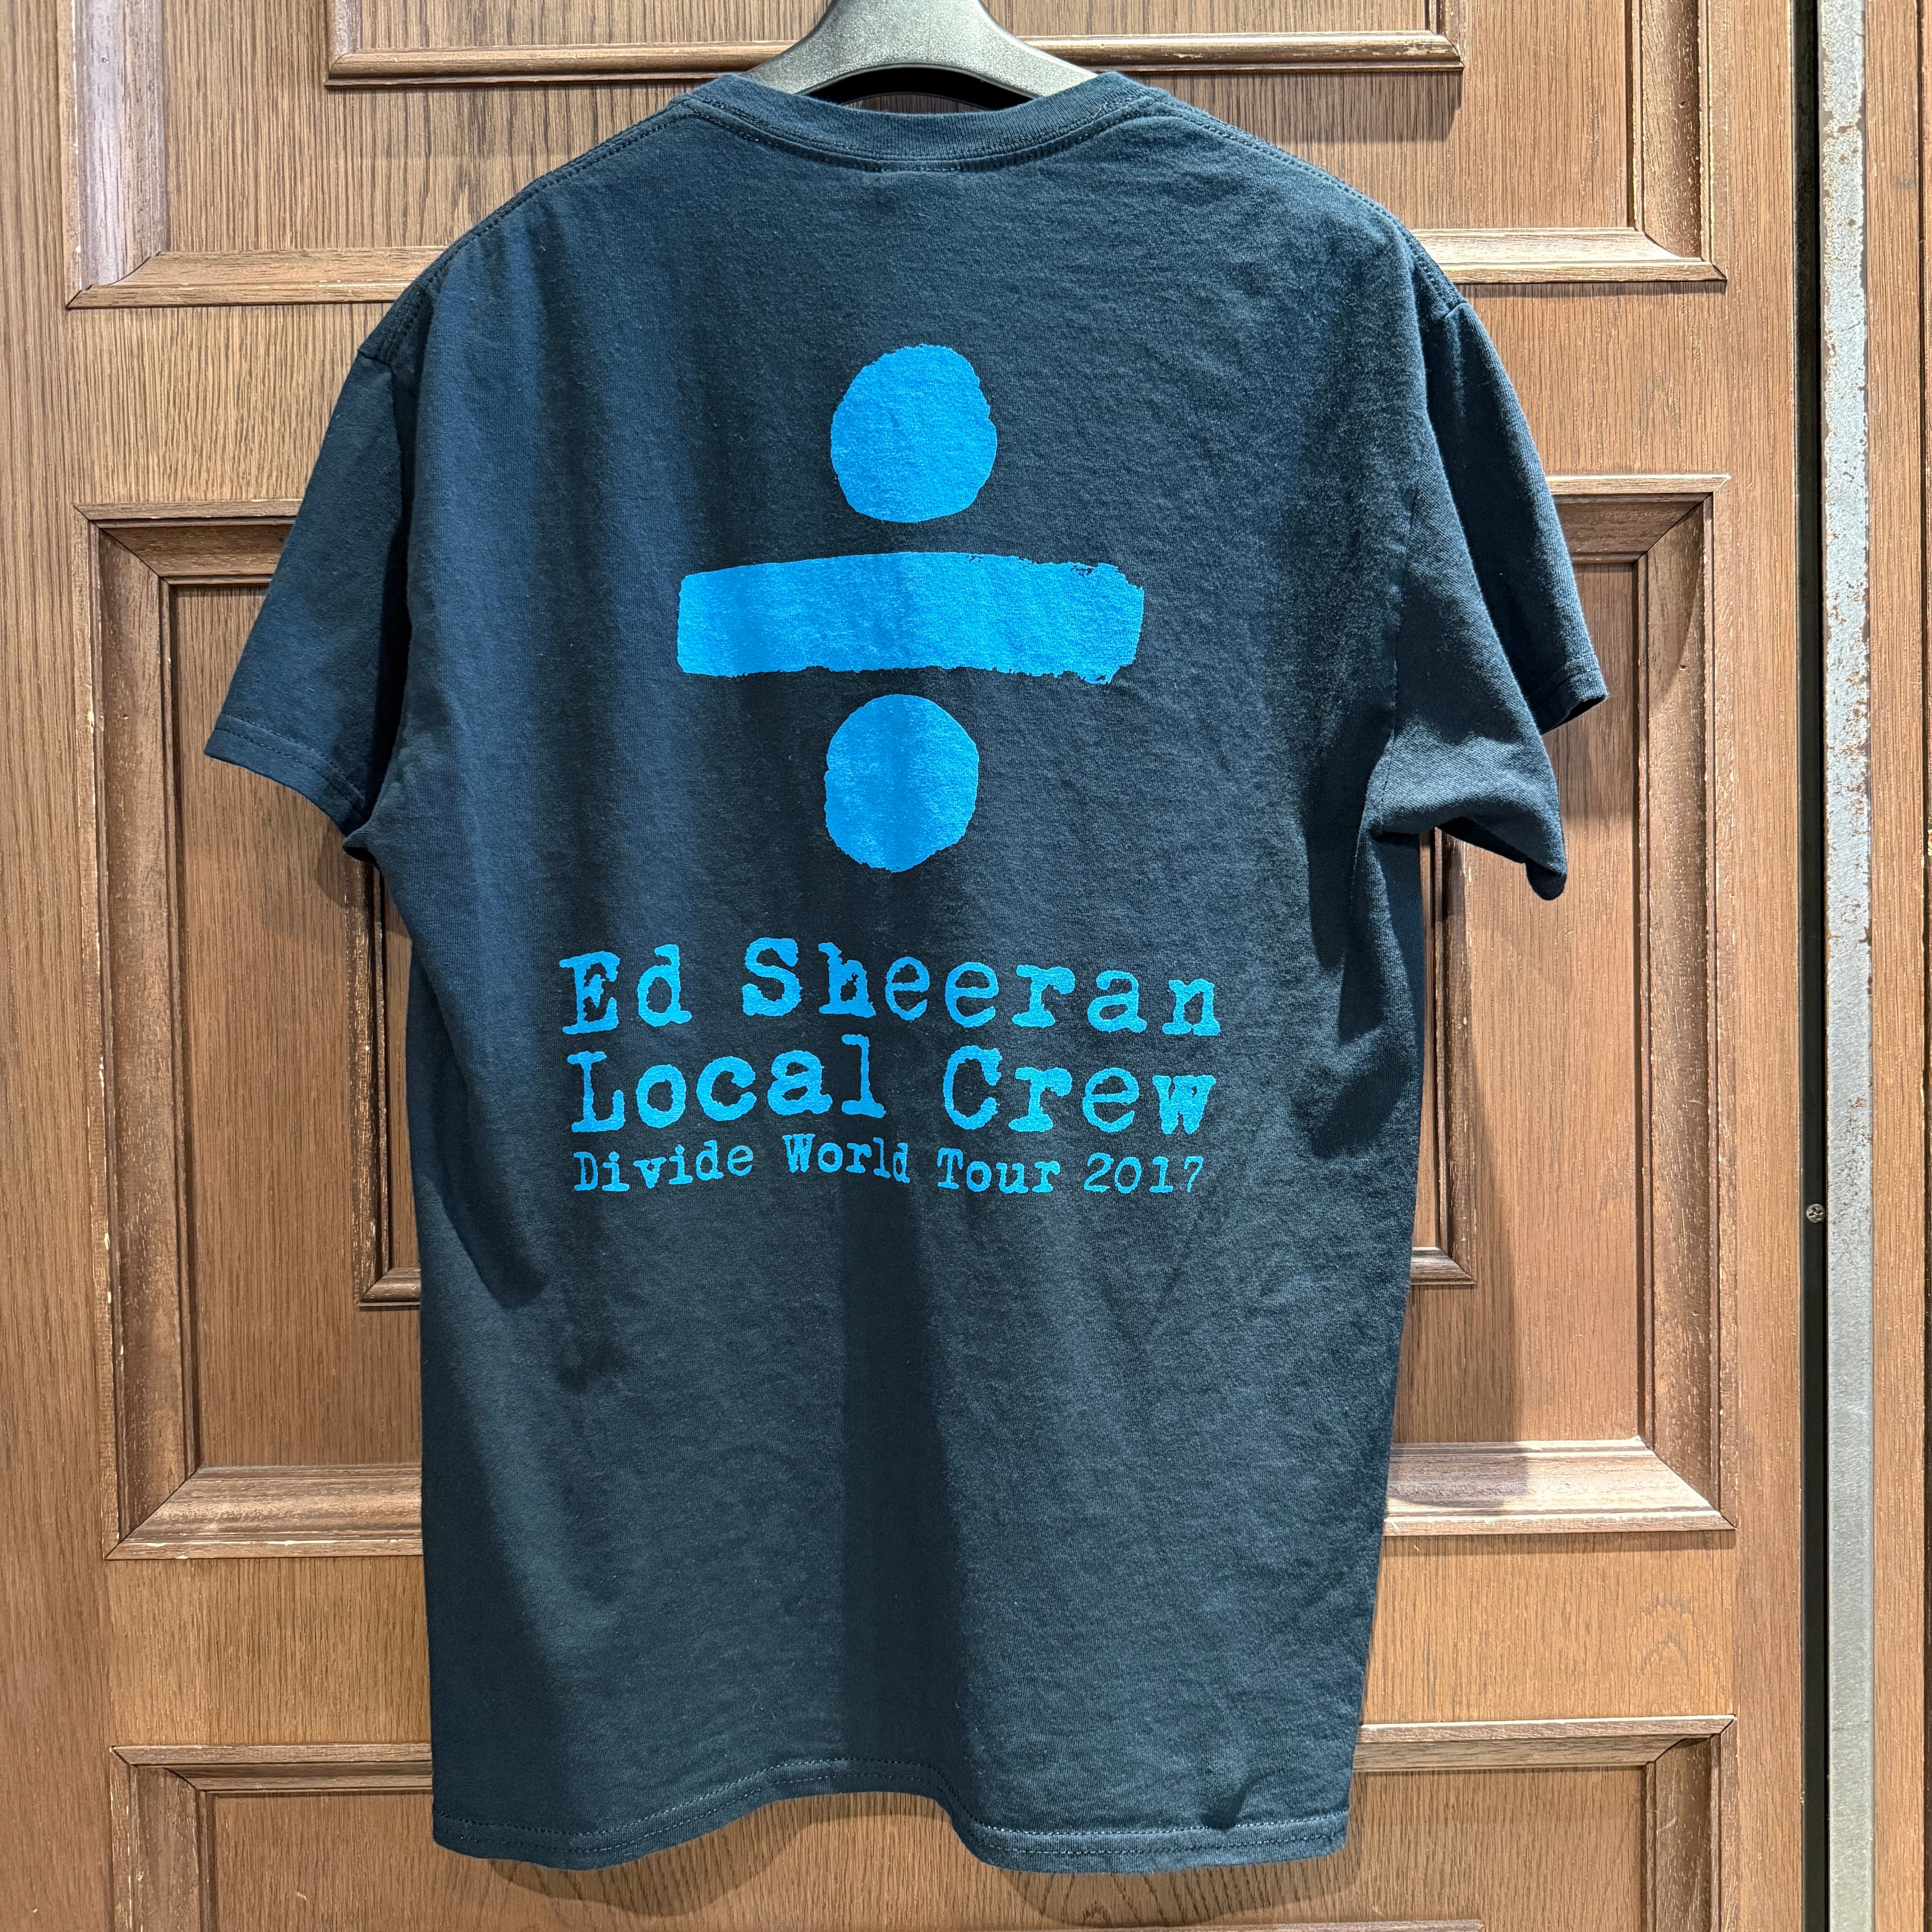 Ed Sheeran
Local Crew
Divide World Tour 2017